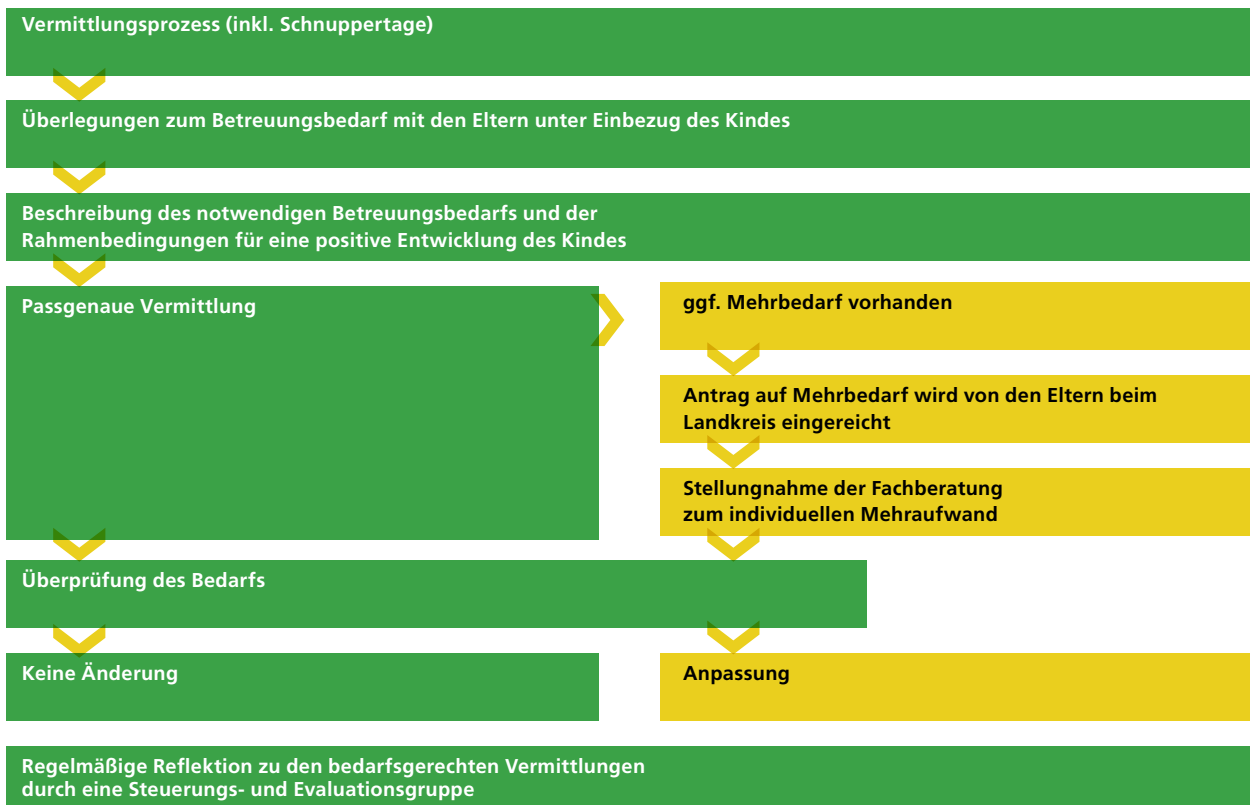 Vermittlungsprozess (inkl. Schnuppertage)
Überlegungen zum Betreuungsbedarf mit den Eltern unter Einbezug des Kindes
Beschreibung des notwendigen Betreuungsbedarfs und der
Rahmenbedingungen für eine positive Entwicklung des Kindes
Passgenaue Vermittlung
ggf. Mehrbedarf vorhanden
Antrag auf Mehrbedarf wird von den Eltern beim
Landkreis eingereicht
Stellungnahme der Fachberatung
zum individuellen Mehraufwand
Überprüfung des Bedarfs
Keine Änderung
Anpassung
Regelmäßige Reflektion zu den bedarfsgerechten Vermittlungen
durch eine Steuerungs- und Evaluationsgruppe